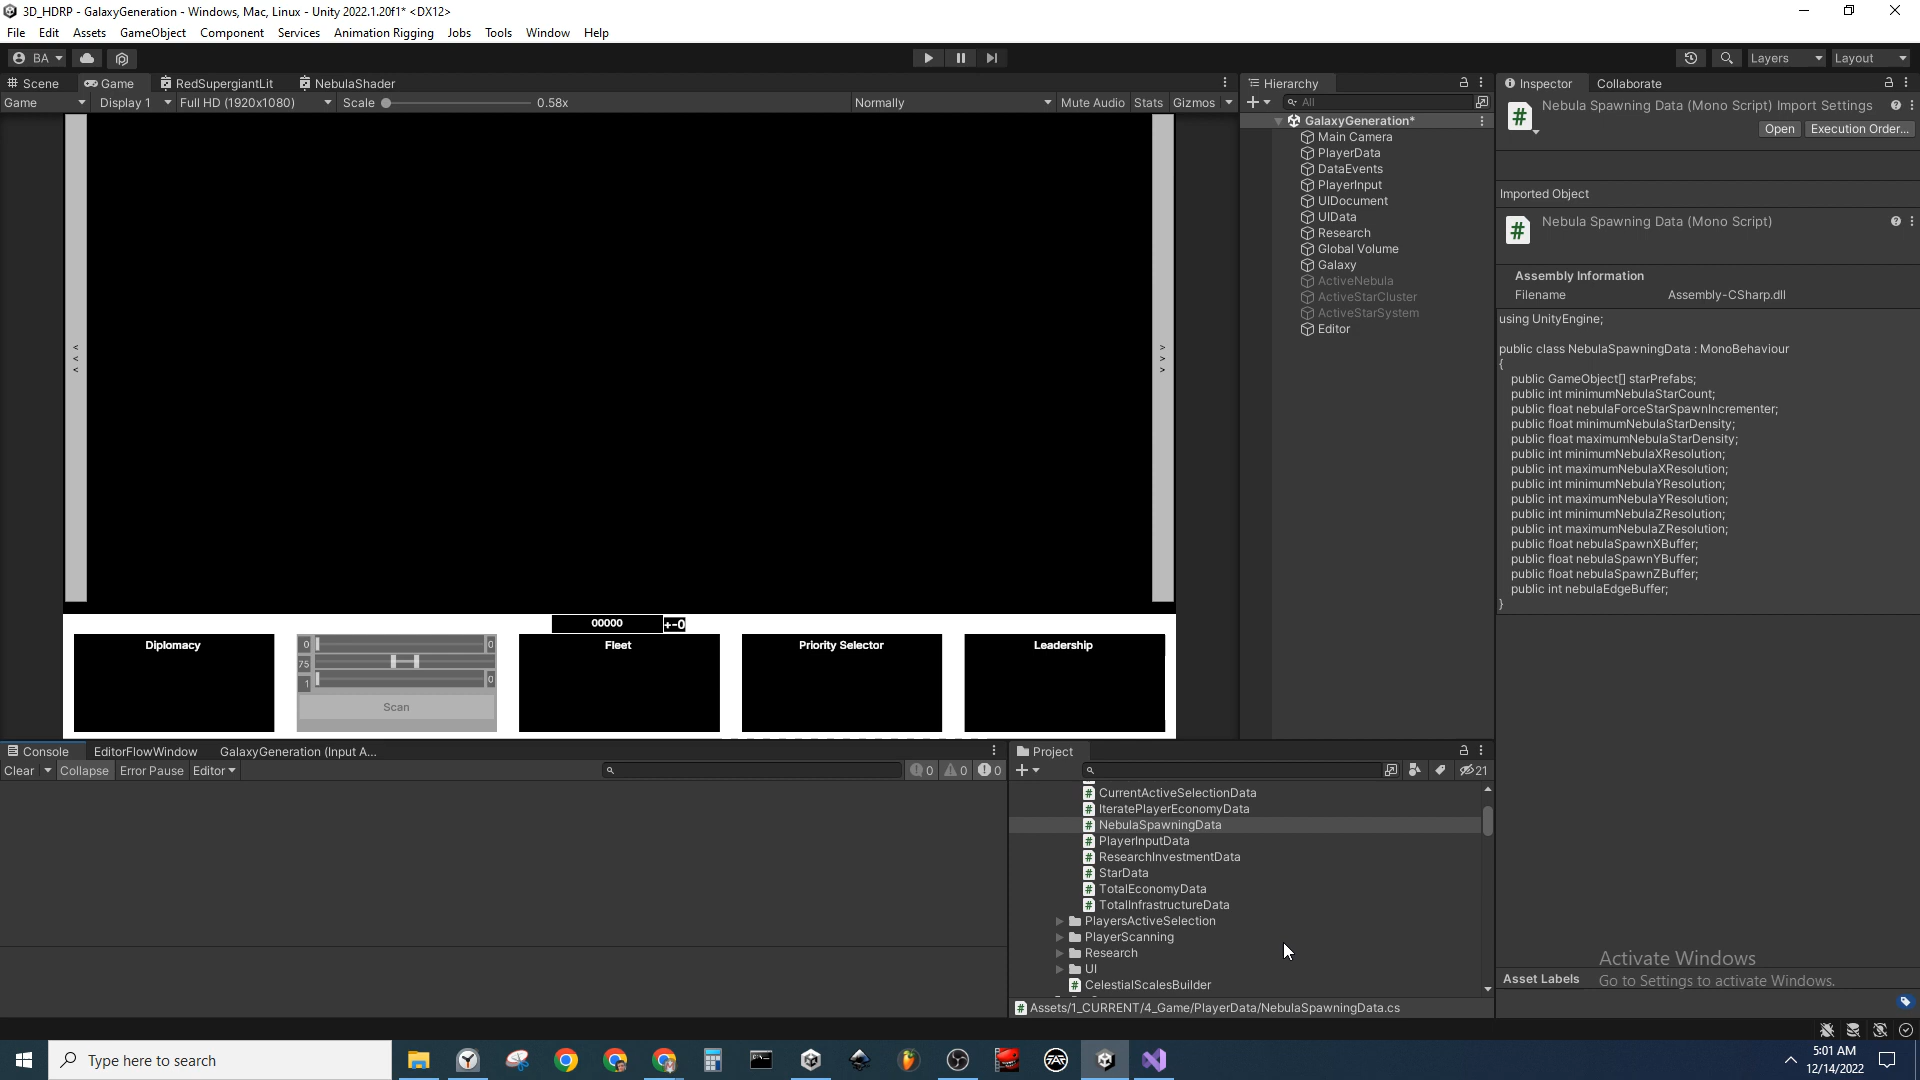 3D_HDRP - GalaxyGeneration - Windows, Mac, Linux - Unity 2022.1.20f1* <DX12>
File Edit Assets GameObject Component Services Animation Rigging Jobs Tools Window Help
BA Layers Layout
Scene Game RedSupergiantLit NebulaShader
Game Display 1 Full HD (1920x1080) Scale 0.58x Normally Mute Audio Stats Gizmos
<
<
<
>
>
>
00000 +-0
Diplomacy
0 0
75
1 0
Scan
Fleet
Priority Selector
Leadership
Hierarchy
All
GalaxyGeneration*
Main Camera
PlayerData
DataEvents
PlayerInput
UIDocument
UIData
Research
Global Volume
Galaxy
ActiveNebula
ActiveStarCluster
ActiveStarSystem
Editor
Inspector Collaborate
Nebula Spawning Data (Mono Script) Import Settings
Open Execution Order...
Imported Object
Nebula Spawning Data (Mono Script)
Assembly Information
Filename Assembly-CSharp.dll
using UnityEngine;
public class NebulaSpawningData : MonoBehaviour
{
public GameObject[] starPrefabs;
public int minimumNebulaStarCount;
public float nebulaForceStarSpawnIncrementer;
public float minimumNebulaStarDensity;
public float maximumNebulaStarDensity;
public int minimumNebulaXResolution;
public int maximumNebulaXResolution;
public int minimumNebulaYResolution;
public int maximumNebulaYResolution;
public int minimumNebulaZResolution;
public int maximumNebulaZResolution;
public float nebulaSpawnXBuffer;
public float nebulaSpawnYBuffer;
public float nebulaSpawnZBuffer;
public int nebulaEdgeBuffer;
}
Console EditorFlowWindow GalaxyGeneration (Input A...
Clear Collapse Error Pause Editor 0 0 0
Project
21
CurrentActiveSelectionData
IteratePlayerEconomyData
NebulaSpawningData
PlayerInputData
ResearchInvestmentData
StarData
TotalEconomyData
TotalInfrastructureData
PlayersActiveSelection
PlayerScanning
Research
UI
CelestialScalesBuilder
Assets/1_CURRENT/4_Game/PlayerData/NebulaSpawningData.cs
Activate Windows
Go to Settings to activate Windows.
Asset Labels
Type here to search
5:01 AM
12/14/2022